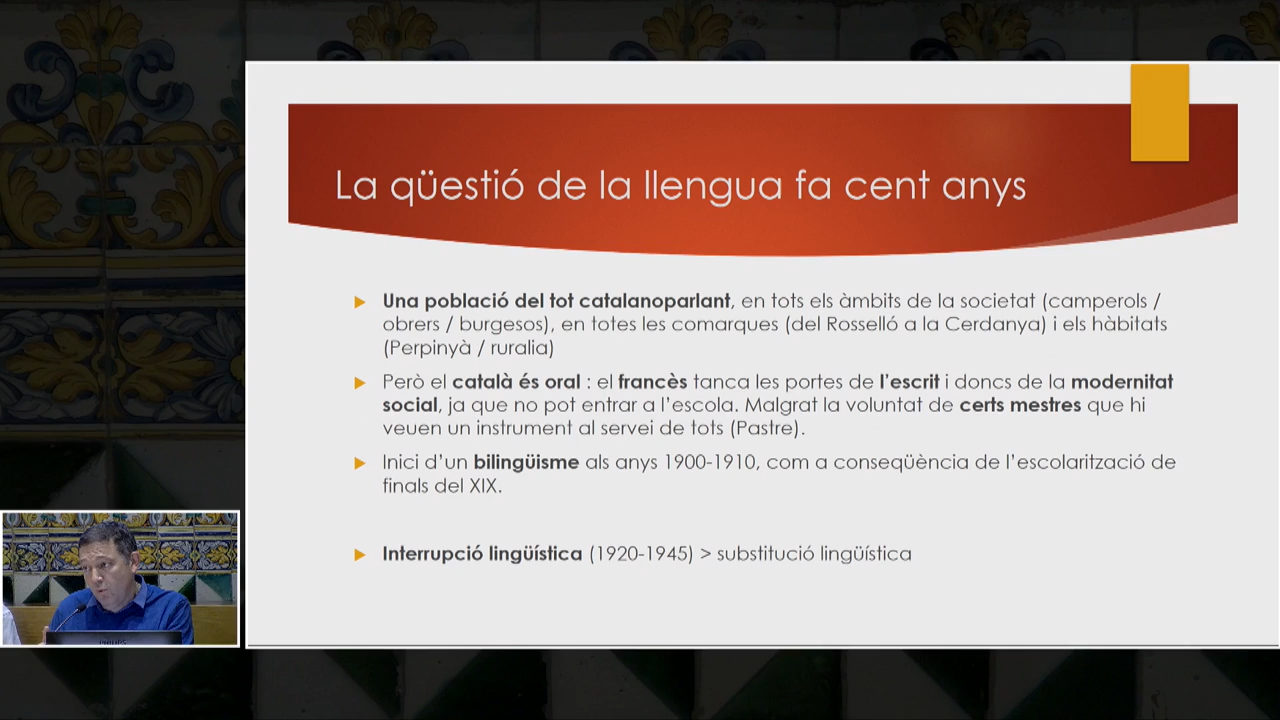 La qüestió de la llengua fa cent anys
Una població del tot catalanoparlant, en tots els àmbits de la societat (camperols /
obrers / burgesos), en totes les comarques (del Rosselló a la Cerdanya) i els hàbitats
(Perpinyà / ruralia)
Però el català és oral : el francès tanca les portes de l’escrit i doncs de la modernitat
social, ja que no pot entrar a l’escola. Malgrat la voluntat de certs mestres que hi
veuen un instrument al servei de tots (Pastre).
Inici d’un bilingüisme als anys 1900-1910, com a conseqüència de l’escolarització de
finals del XIX.
Interrupció lingüística (1920-1945) > substitució lingüística